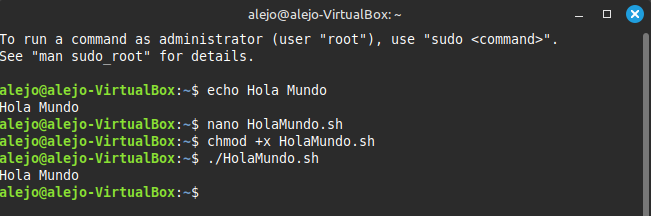 alejo@alejo-VirtualBox: ~
To run a command as administrator (user "root"), use "sudo <command>".
See "man sudo_root" for details.
alejo@alejo-VirtualBox:~$ echo Hola Mundo
Hola Mundo
alejo@alejo-VirtualBox:~$ nano HolaMundo.sh
alejo@alejo-VirtualBox:~$ chmod +x HolaMundo.sh
alejo@alejo-VirtualBox:~$ ./HolaMundo.sh
Hola Mundo
alejo@alejo-VirtualBox:~$